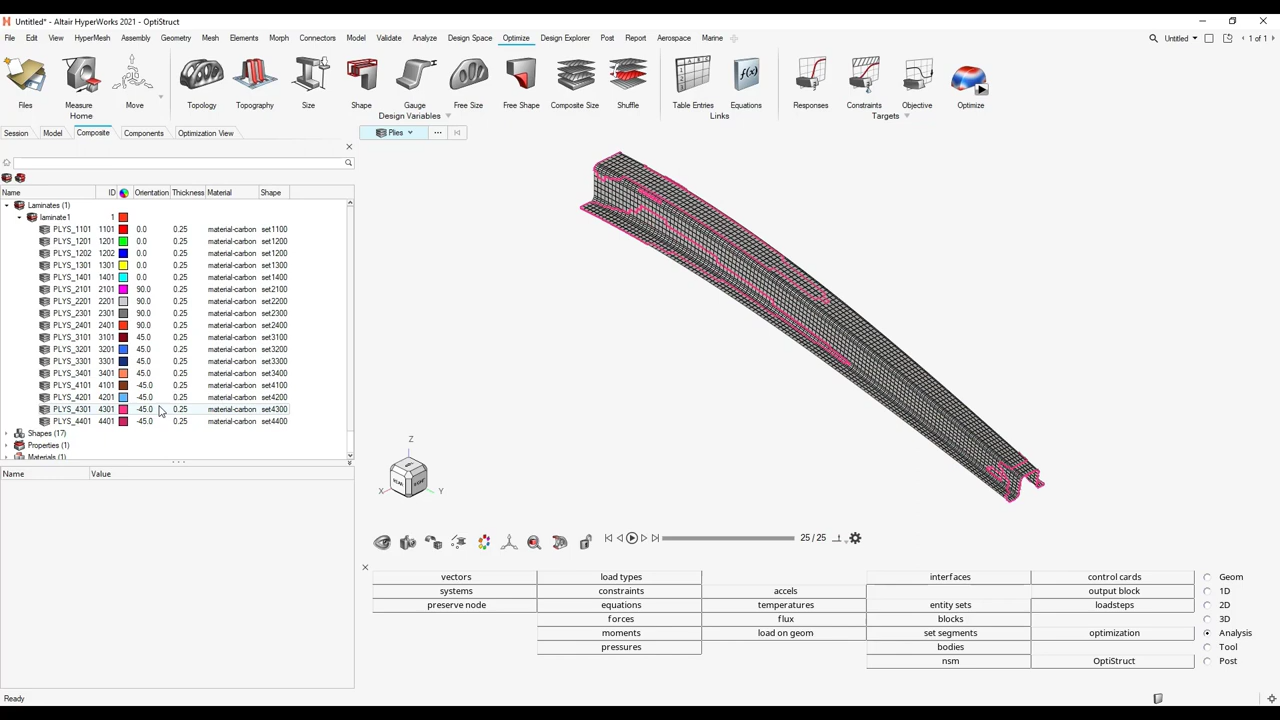 Untitled* - Altair HyperWorks 2021 - OptiStruct
File Edit View HyperMesh Assembly Geometry Mesh Elements Morph Connectors Model Validate Analyze Design Space Optimize Design Explorer Post Report Aerospace Marine Untitled 1 of 1
Files Measure Move Topology Topography Size Shape Gauge Free Size Free Shape Composite Size Shuffle Table Entries Equations Responses Constraints Objective Optimize
Home Design Variables Links Targets
Session Model Composite Components Optimization View Plies
Name ID Orientation Thickness Material Shape
Laminates (1)
laminate1 1
PLYS_1101 1101 0.0 0.25 material-carbon set1100
PLYS_1201 1201 0.0 0.25 material-carbon set1200
PLYS_1202 1202 0.0 0.25 material-carbon set1200
PLYS_1301 1301 0.0 0.25 material-carbon set1300
PLYS_1401 1401 0.0 0.25 material-carbon set1400
PLYS_2101 2101 90.0 0.25 material-carbon set2100
PLYS_2201 2201 90.0 0.25 material-carbon set2200
PLYS_2301 2301 90.0 0.25 material-carbon set2300
PLYS_2401 2401 90.0 0.25 material-carbon set2400
PLYS_3101 3101 45.0 0.25 material-carbon set3100
PLYS_3201 3201 45.0 0.25 material-carbon set3200
PLYS_3301 3301 45.0 0.25 material-carbon set3300
PLYS_3401 3401 45.0 0.25 material-carbon set3400
PLYS_4101 4101 -45.0 0.25 material-carbon set4100
PLYS_4201 4201 -45.0 0.25 material-carbon set4200
PLYS_4301 4301 -45.0 0.25 material-carbon set4300
PLYS_4401 4401 -45.0 0.25 material-carbon set4400
Shapes (17)
Properties (1)
Materials (1)
Name Value
Z
X Y
25 / 25
vectors load types interfaces control cards Geom
systems constraints accels output block 1D
preserve node equations temperatures entity sets loadsteps 2D
forces flux blocks 3D
moments load on geom set segments optimization Analysis
pressures bodies Tool
nsm OptiStruct Post
Ready